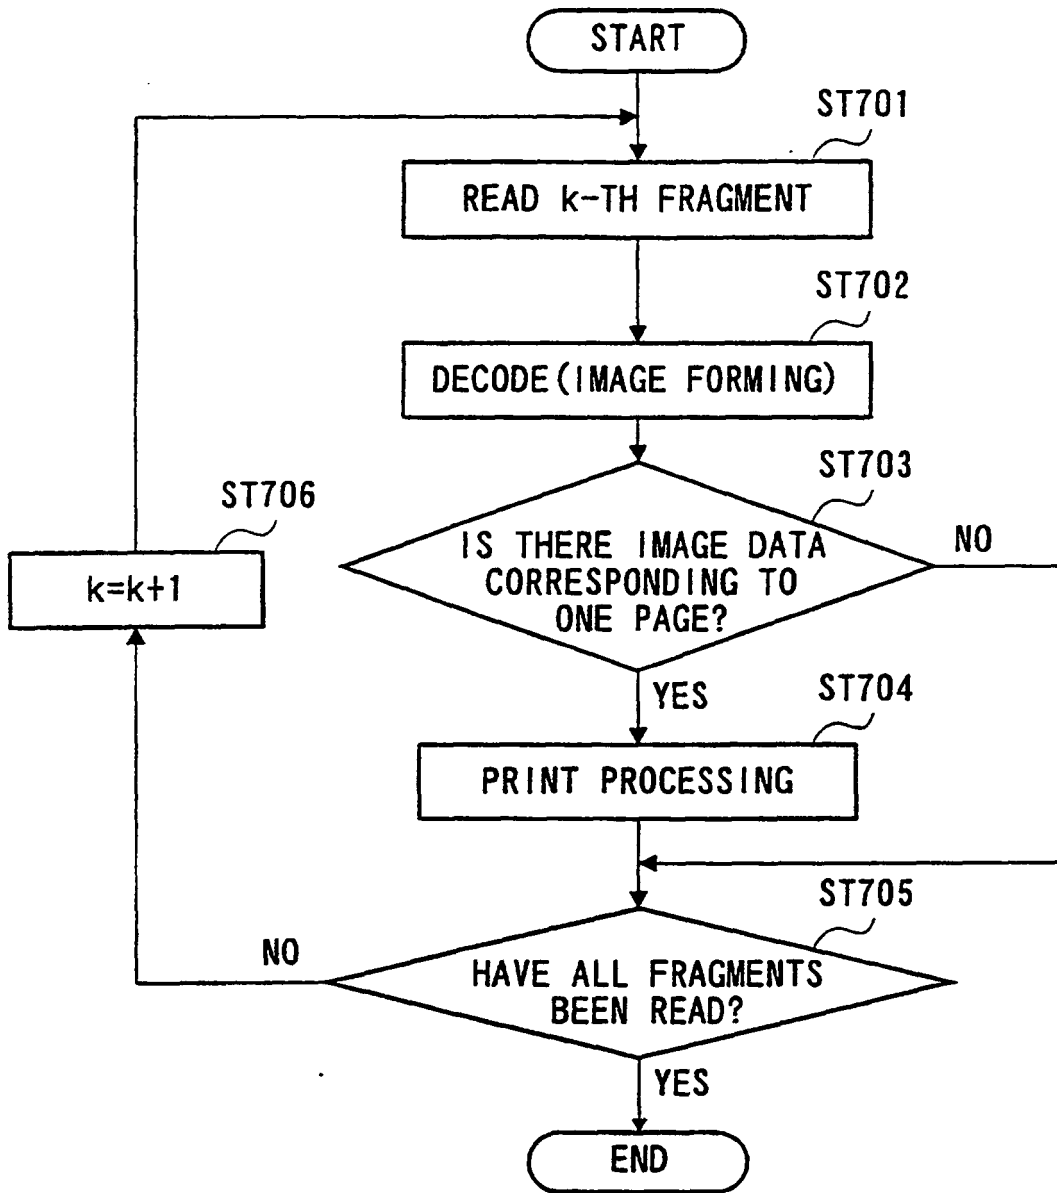 START
ST701
READ k-TH FRAGMENT
ST702
DECODE(IMAGE FORMING)
ST703
IS THERE IMAGE DATA
CORRESPONDING TO
ONE PAGE?
NO
YES
ST706
k=k+1
ST704
PRINT PROCESSING
ST705
HAVE ALL FRAGMENTS
BEEN READ?
NO
YES
END